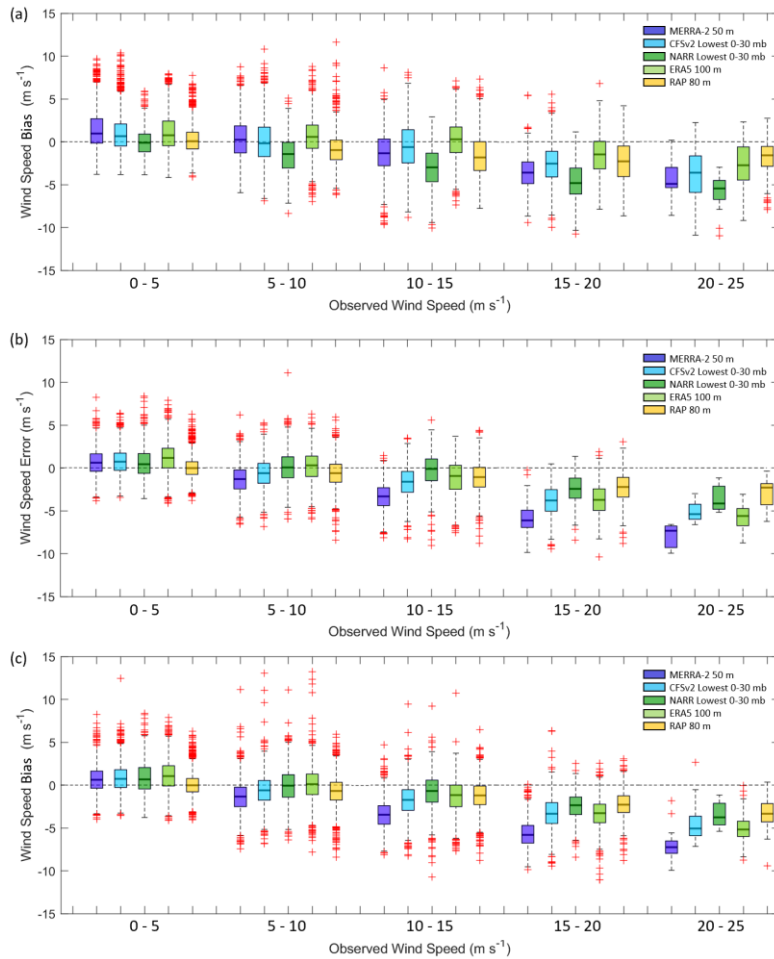 (a)
15
10
5
0
-5
-10
-15
Wind Speed Bias (m s⁻¹)
MERRA-2 50 m
CFSv2 Lowest 0-30 mb
NARR Lowest 0-30 mb
ERA5 100 m
RAP 80 m
0 - 5 5 - 10 10 - 15 15 - 20 20 - 25
Observed Wind Speed (m s⁻¹)
(b)
15
10
5
0
-5
-10
-15
Wind Speed Error (m s⁻¹)
MERRA-2 50 m
CFSv2 Lowest 0-30 mb
NARR Lowest 0-30 mb
ERA5 100 m
RAP 80 m
0 - 5 5 - 10 10 - 15 15 - 20 20 - 25
Observed Wind Speed (m s⁻¹)
(c)
15
10
5
0
-5
-10
-15
Wind Speed Bias (m s⁻¹)
MERRA-2 50 m
CFSv2 Lowest 0-30 mb
NARR Lowest 0-30 mb
ERA5 100 m
RAP 80 m
0 - 5 5 - 10 10 - 15 15 - 20 20 - 25
Observed Wind Speed (m s⁻¹)